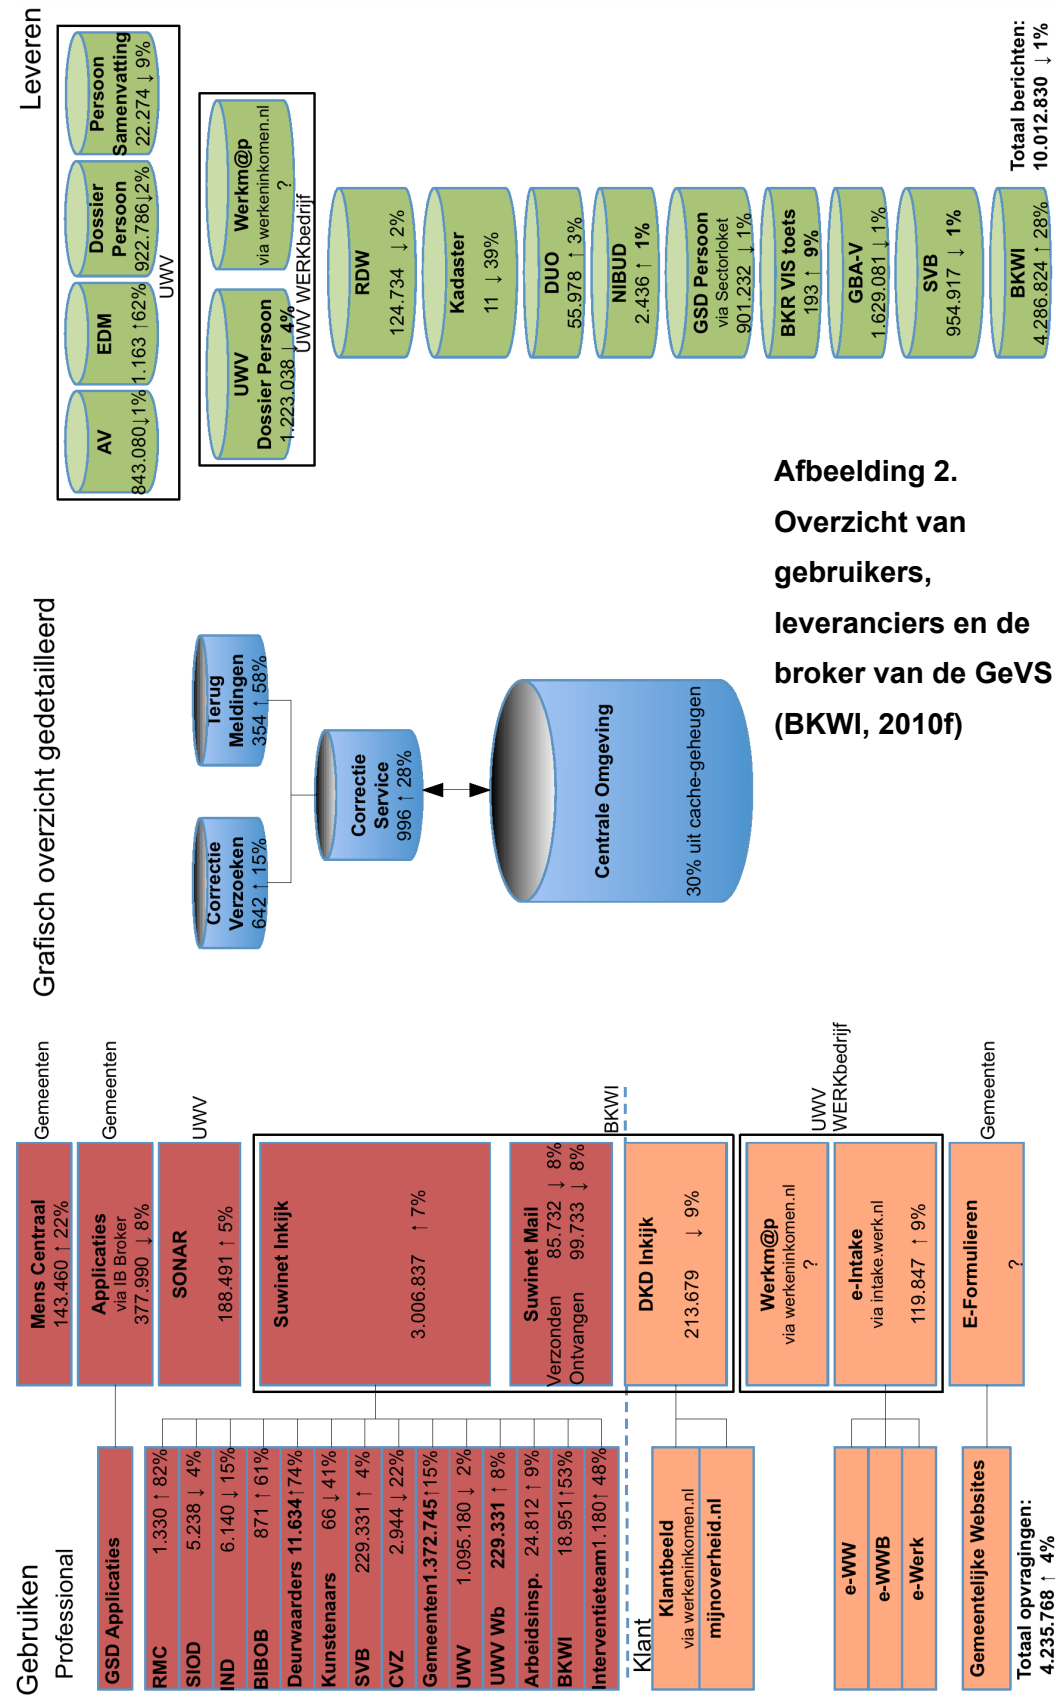 Gebruiken
Professional
Grafisch overzicht gedetailleerd
Leveren
GSD Applicaties
RMC 1.330 ↑ 82%
SIOD 5.238 ↓ 4%
IND 6.140 ↓ 15%
BIBOB 871 ↑ 61%
Deurwaarders 11.634↑74%
Kunstenaars 66 ↓ 41%
SVB 229.331 ↑ 4%
CVZ 2.944 ↓ 22%
Gemeenten1.372.745↑15%
UWV 1.095.180 ↓ 2%
UWV Wb 229.331 ↑ 8%
Arbeidsinsp. 24.812 ↑ 9%
BKWI 18.951↑53%
Interventieteam1.180↑ 48%
Klant
Klantbeeld
via werkeninkomen.nl
mijnoverheid.nl
e-WW
e-WWB
e-Werk
Gemeentelijke Websites
Totaal opvragingen:
4.235.768 ↑ 4%
Mens Centraal
143.460 ↑ 22%
Gemeenten
Applicaties
via IB Broker
377.990 ↓ 8%
Gemeenten
SONAR
188.491 ↑ 5%
UWV
Suwinet Inkijk
3.006.837 ↑ 7%
Suwinet Mail
Verzonden 85.732 ↓ 8%
Ontvangen 99.733 ↓ 8%
BKWI
DKD Inkijk
213.679 ↓ 9%
Werkm@p
via werkeninkomen.nl
?
e-Intake
via intake.werk.nl
119.847 ↑ 9%
UWV
WERKbedrijf
E-Formulieren
?
Gemeenten
Correctie
Verzoeken
642 ↑ 15%
Terug
Meldingen
354 ↑ 58%
Correctie
Service
996 ↑ 28%
Centrale Omgeving
30% uit cache-geheugen
AV
843.080↓1%
EDM
1.163 ↑62%
Dossier
Persoon
922.786↓2%
Persoon
Samenvatting
22.274 ↓ 9%
UWV
UWV
Dossier Persoon
1.223.038 ↓ 4%
Werkm@p
via werkeninkomen.nl
?
UWV WERKbedrijf
RDW
124.734 ↓ 2%
Kadaster
11 ↓ 39%
DUO
55.978 ↑ 3%
NIBUD
2.436 ↑ 1%
GSD Persoon
via Sectorloket
901.232 ↓ 1%
BKR VIS toets
193 ↑ 9%
GBA-V
1.629.081 ↓ 1%
SVB
954.917 ↓ 1%
BKWI
4.286.824 ↑ 28%
Totaal berichten:
10.012.830 ↓ 1%
Afbeelding 2.
Overzicht van
gebruikers,
leveranciers en de
broker van de GeVS
(BKWI, 2010f)